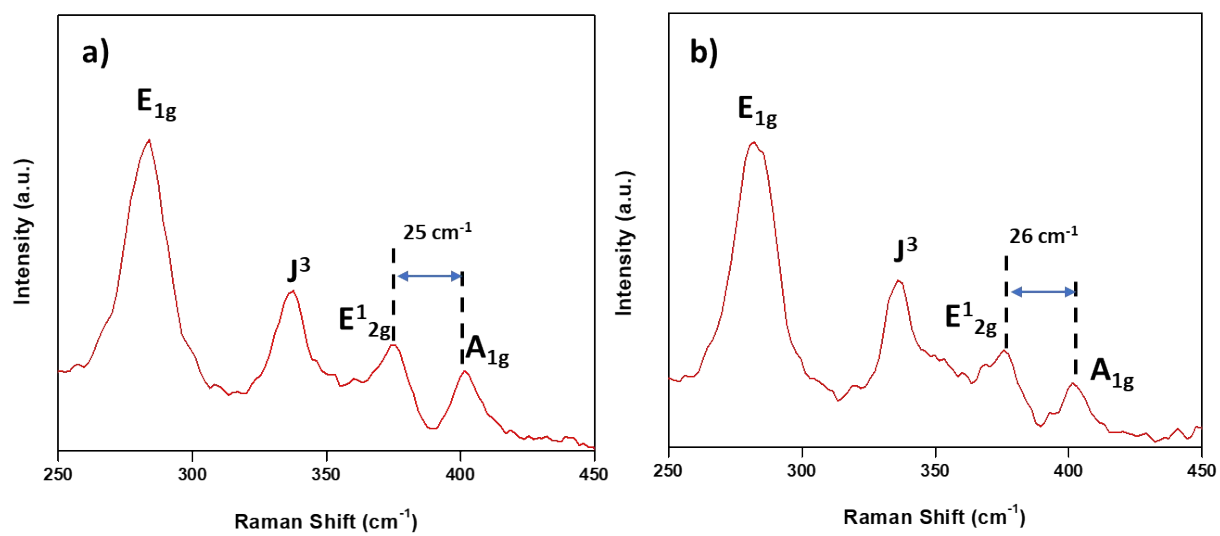 a)
E1g
J3
25 cm-1
E12g
A1g
Intensity (a.u.)
250 300 350 400 450
Raman Shift (cm-1)
b)
E1g
J3
26 cm-1
E12g
A1g
Intensity (a.u.)
250 300 350 400 450
Raman Shift (cm-1)